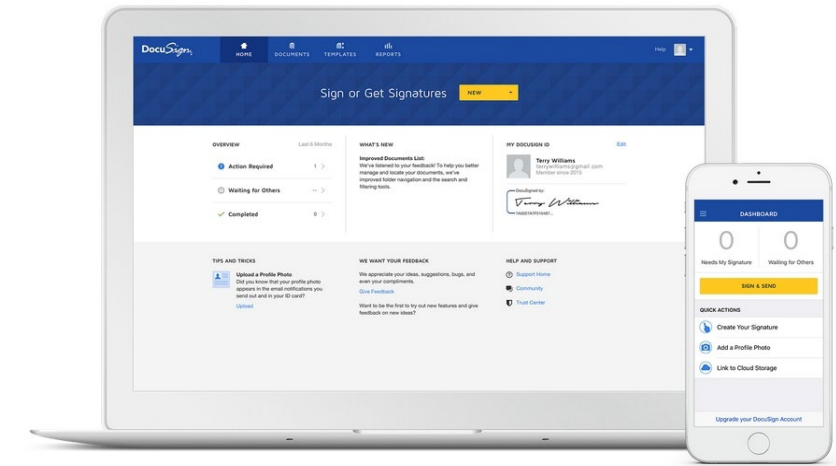 DocuSign
HOME
DOCUMENTS
TEMPLATES
REPORTS
Help
Sign or Get Signatures
NEW
OVERVIEW
Last 6 Months
Action Required
1
Waiting for Others
--
Completed
0
WHAT'S NEW
Improved Documents List:
We've listened to your feedback! To help you better
manage and locate your documents, we've
improved folder navigation and the search and
filtering tools.
MY DOCUSIGN ID
Edit
Terry Williams
terrywilliams@gmail.com
Member since 2015
DocuSigned by:
Terry Williams
TIPS AND TRICKS
Upload a Profile Photo
Did you know that your profile photo
appears in the email notifications you
send out and in your ID card?
Upload
WE WANT YOUR FEEDBACK
We appreciate your ideas, suggestions, bugs, and
even your compliments.
Give Feedback
Want to be the first to try out new features and give
feedback on new ideas?
HELP AND SUPPORT
Support Home
Community
Trust Center
DASHBOARD
0
Needs My Signature
0
Waiting for Others
SIGN & SEND
QUICK ACTIONS
Create Your Signature
Add a Profile Photo
Link to Cloud Storage
Upgrade your DocuSign Account